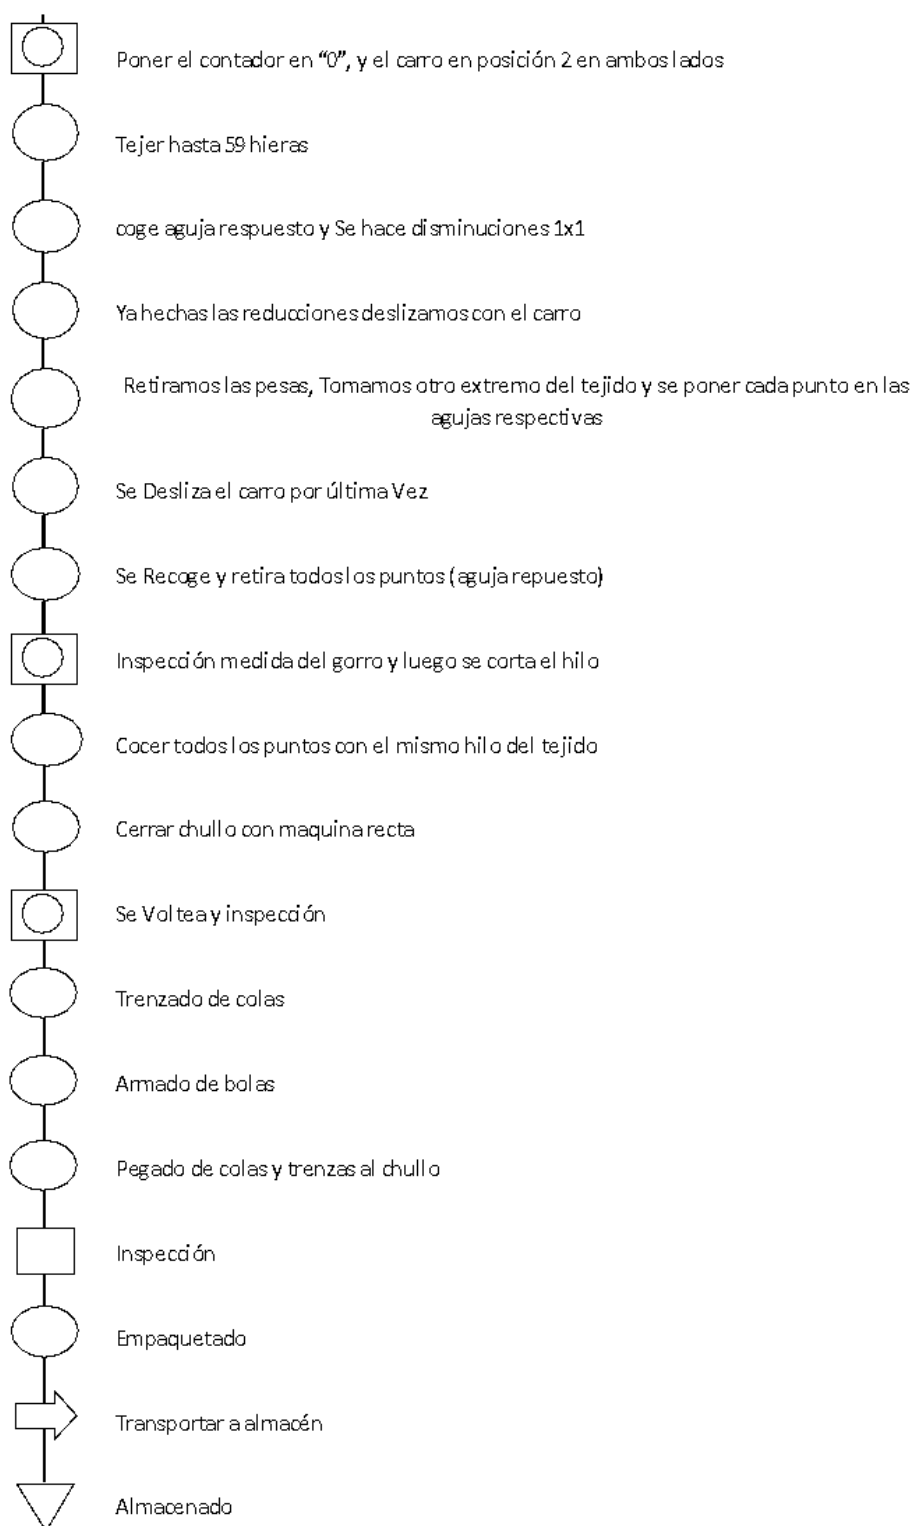 Poner el contador en “0”, y el carro en posición 2 en ambos lados
Tejer hasta 59 hieras
coge aguja respuesto y Se hace disminuciones 1x1
Ya hechas las reducciones deslizamos con el carro
Retiramos las pesas, Tomamos otro extremo del tejido y se poner cada punto en las
agujas respectivas
Se Desliza el carro por última Vez
Se Recoge y retira todos los puntos (aguja repuesto)
Inspección medida del gorro y luego se corta el hilo
Cocer todos los puntos con el mismo hilo del tejido
Cerrar chullo con maquina recta
Se Voltea y inspección
Trenzado de colas
Armado de bolas
Pegado de colas y trenzas al chullo
Inspección
Empaquetado
Transportar a almacén
Almacenado